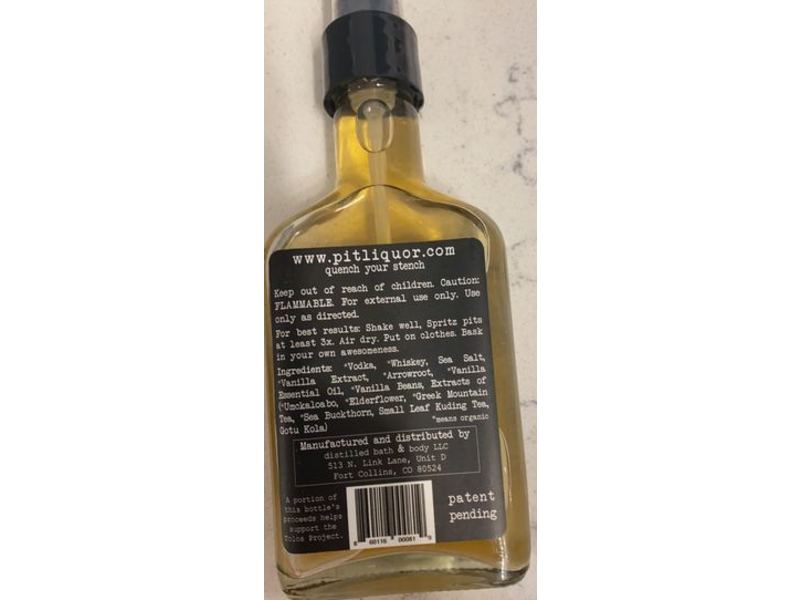 www.pitliquor.com
quench your stench
Keep out of reach of children. Caution:
FLAMMABLE. For external use only. Use
only as directed.
For best results: Shake well, Spritz pits
at least 3x. Air dry. Put on clothes. Bask
in your own awesomeness.
Ingredients: *Vodka, *Whiskey, Sea Salt,
*Vanilla Extract, *Arrowroot, *Vanilla
Essential Oil, *Vanilla Beans, Extracts of
(*Umckaloabo, *Elderflower, *Greek Mountain
Tea, *Sea Buckthorn, Small Leaf Kuding Tea,
Gotu Kola)
*means organic
Manufactured and distributed by
distilled bath & body LLC
513 N. Link Lane, Unit D
Fort Collins, CO 80524
A portion of
this bottle's
proceeds helps
support the
Tolos Project.
patent
pending
8 60116 00081 9